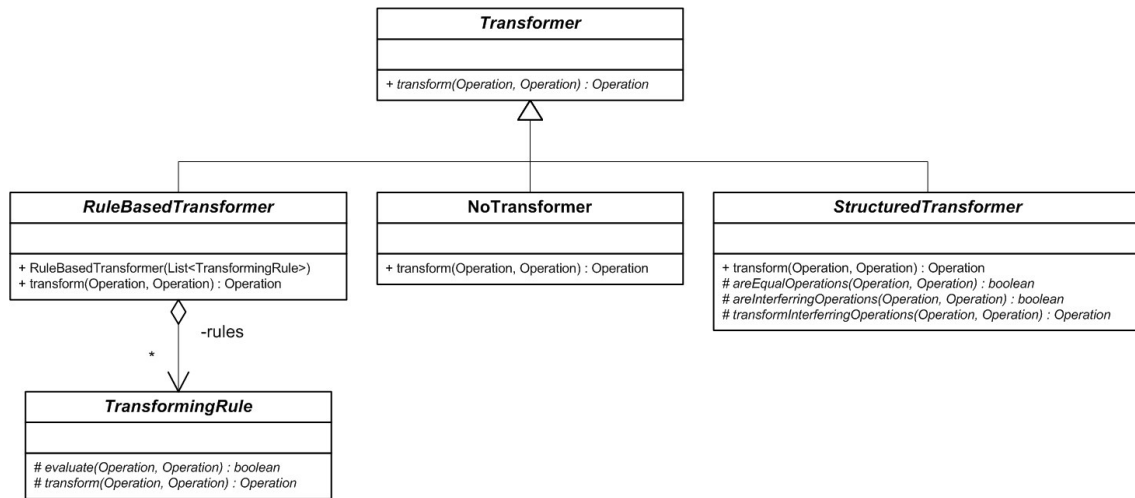 Transformer
+ transform(Operation, Operation) : Operation
RuleBasedTransformer
+ RuleBasedTransformer(List<TransformingRule>)
+ transform(Operation, Operation) : Operation
NoTransformer
+ transform(Operation, Operation) : Operation
StructuredTransformer
+ transform(Operation, Operation) : Operation
# areEqualOperations(Operation, Operation) : boolean
# areInterferringOperations(Operation, Operation) : boolean
# transformInterferringOperations(Operation, Operation) : Operation
-rules
*
TransformingRule
# evaluate(Operation, Operation) : boolean
# transform(Operation, Operation) : Operation